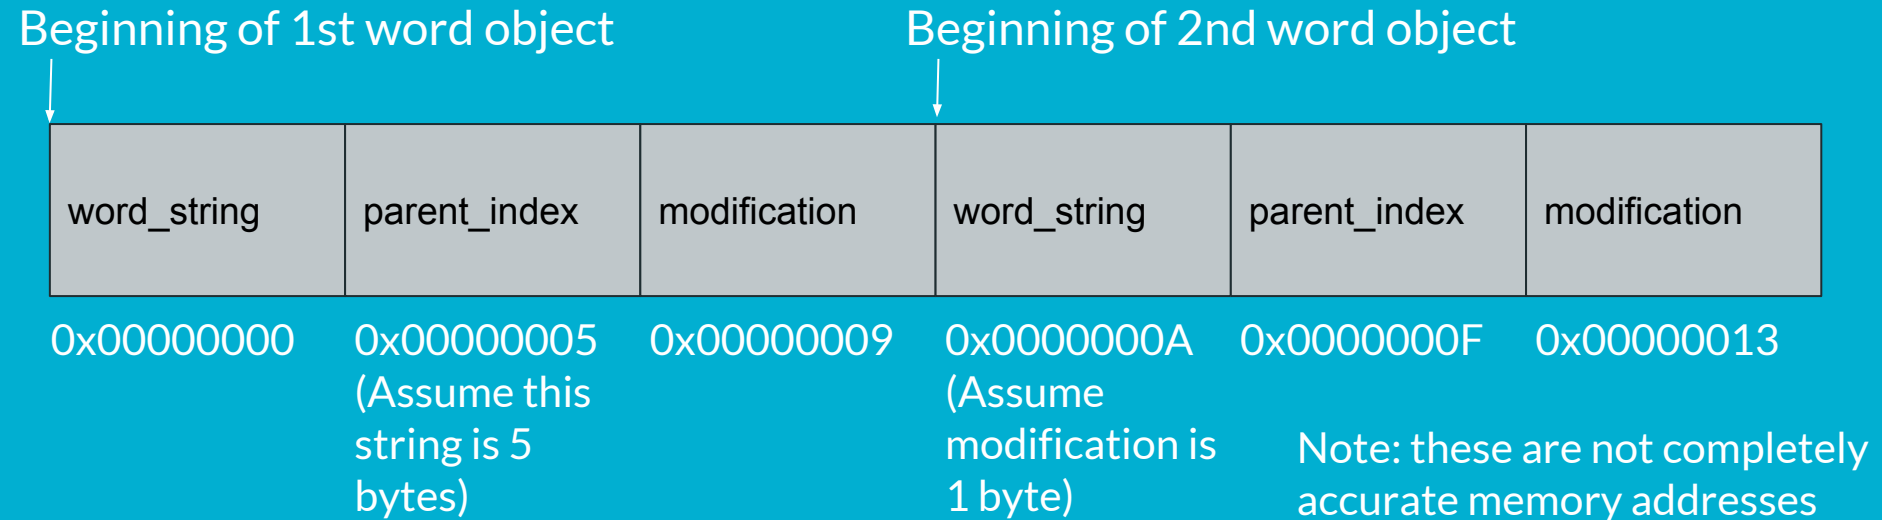 Beginning of 1st word object
Beginning of 2nd word object
word_string
parent_index
modification
word_string
parent_index
modification
0x00000000
0x00000005
(Assume this
string is 5
bytes)
0x00000009
0x0000000A
(Assume
modification is
1 byte)
0x0000000F
0x00000013
Note: these are not completely
accurate memory addresses